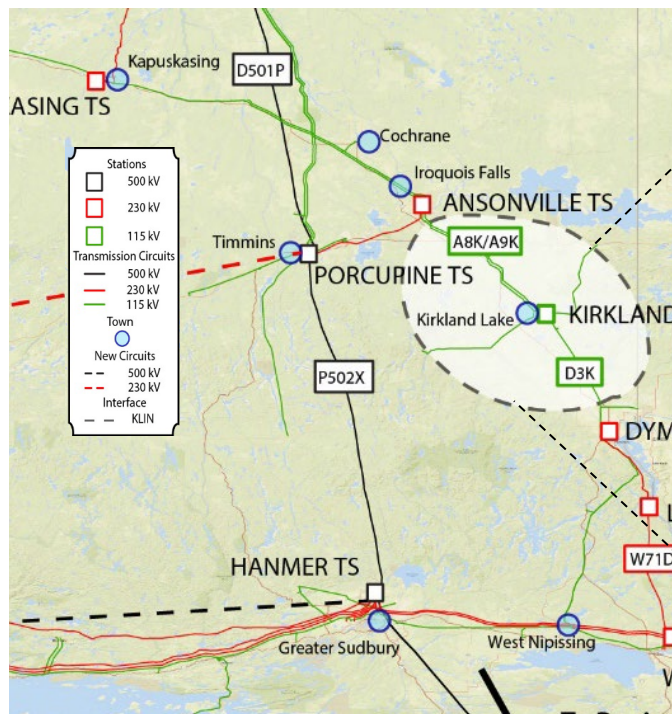 Kapuskasing
D501P
ASING TS
Cochrane
Iroquois Falls
ANSONVILLE TS
Stations
500 kV
230 kV
115 kV
Transmission Circuits
500 kV
230 kV
115 kV
Town
New Circuits
500 kV
230 kV
Interface
KLIN
A8K/A9K
Timmins
PORCUPINE TS
Kirkland Lake
KIRKLAND
P502X
D3K
DYM
L
W71D
HANMER TS
Greater Sudbury
West Nipissing
W